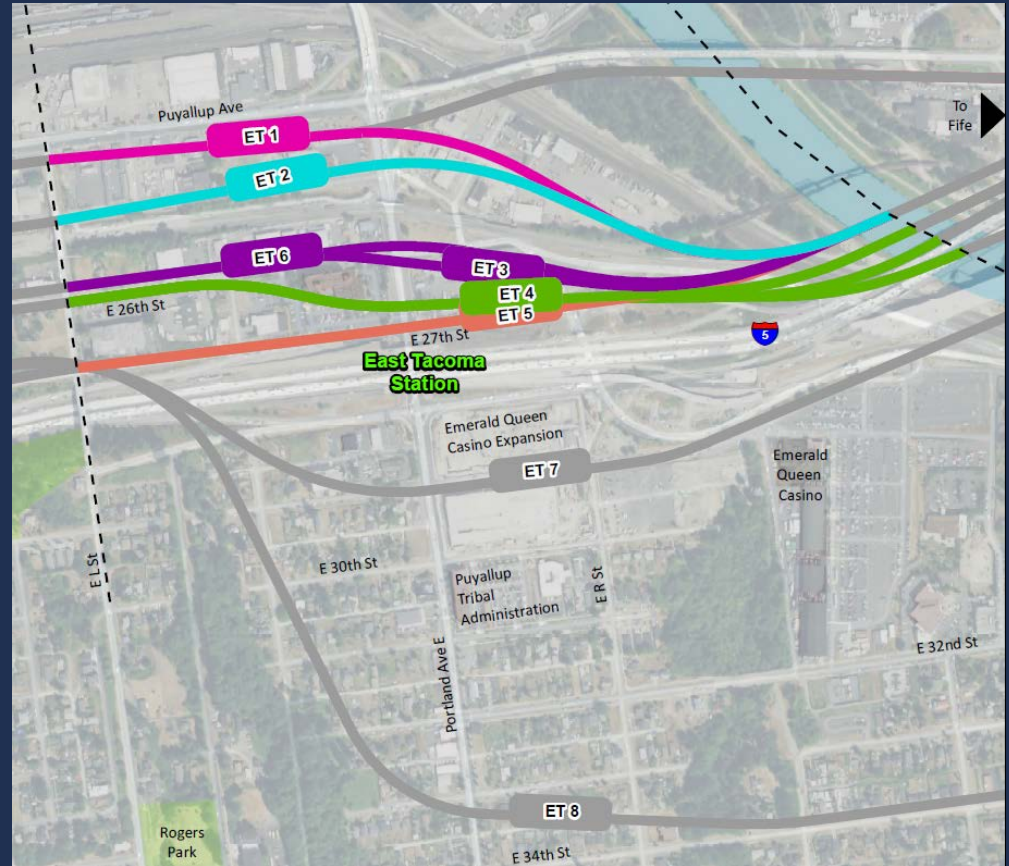 Puyallup Ave
To
Fife
ET 1
ET 2
ET 6
ET 3
ET 4
ET 5
E 26th St
E 27th St
5
East Tacoma
Station
Emerald Queen
Casino Expansion
ET 7
Emerald
Queen
Casino
E L St
E 30th St
Puyallup
Tribal
Administration
E R St
Portland Ave E
E 32nd St
ET 8
Rogers
Park
E 34th St